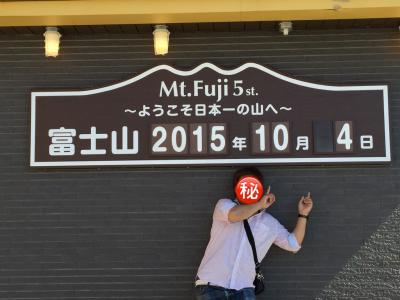 Mt.Fuji 5st.
～ようこそ日本一の山へ～
富士山 2015年10月 4日
秘